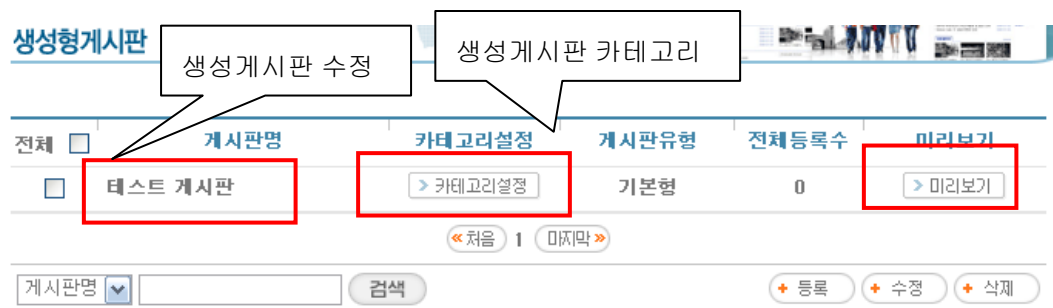 생성형게시판
생성게시판 수정
생성게시판 카테고리
전체 게시판명 카테고리설정 게시판유형 전체등록수 미리보기
테스트 게시판 > 카테고리설정 기본형 0 > 미리보기
«처음 1 마지막»
게시판명 검색 + 등록 + 수정 + 삭제